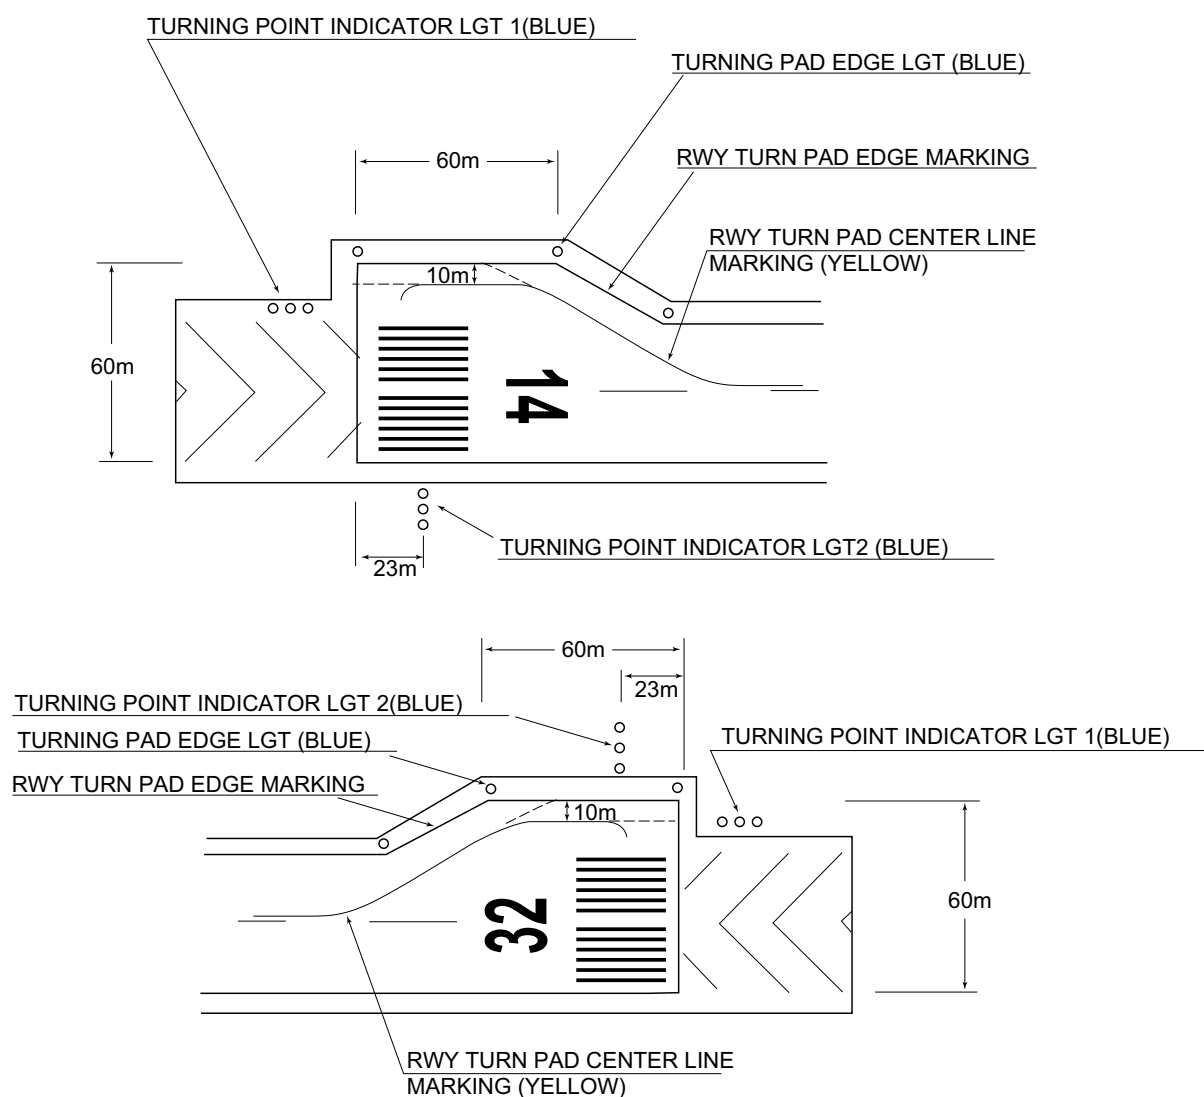 TURNING POINT INDICATOR LGT 1(BLUE)
TURNING PAD EDGE LGT (BLUE)
60m
RWY TURN PAD EDGE MARKING
RWY TURN PAD CENTER LINE
MARKING (YELLOW)
10m
60m
14
TURNING POINT INDICATOR LGT2 (BLUE)
23m
60m
23m
TURNING POINT INDICATOR LGT 2(BLUE)
TURNING POINT INDICATOR LGT 1(BLUE)
TURNING PAD EDGE LGT (BLUE)
RWY TURN PAD EDGE MARKING
10m
60m
32
RWY TURN PAD CENTER LINE
MARKING (YELLOW)